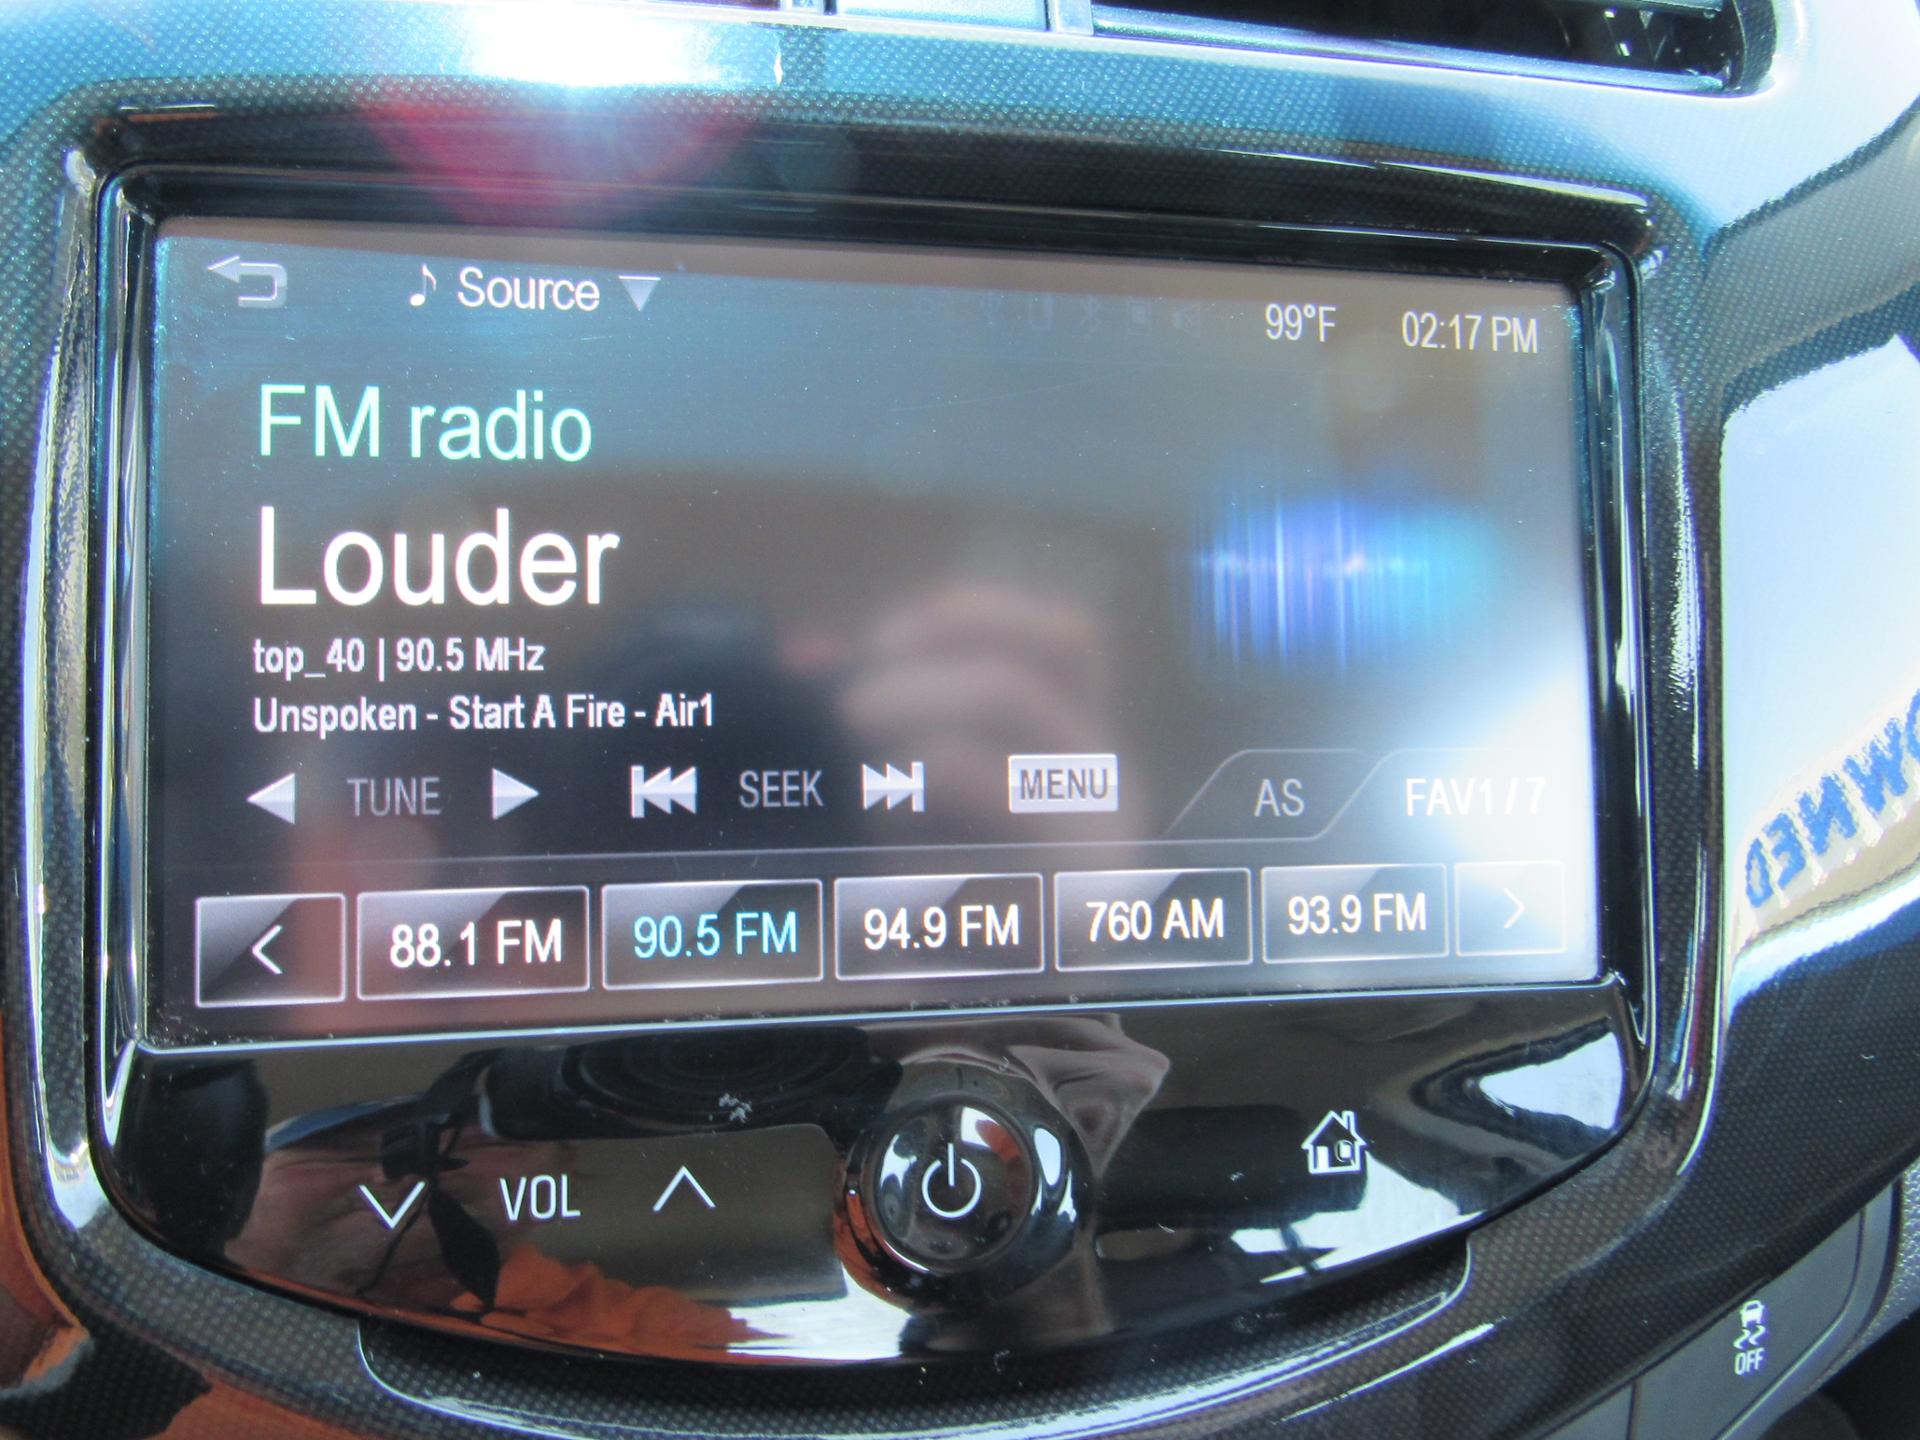 Source
99°F 02:17 PM
FM radio
Louder
top_40 | 90.5 MHz
Unspoken - Start A Fire - Air1
TUNE SEEK MENU AS FAV1/7
88.1 FM 90.5 FM 94.9 FM 760 AM 93.9 FM
VOL
OFF
OWNED